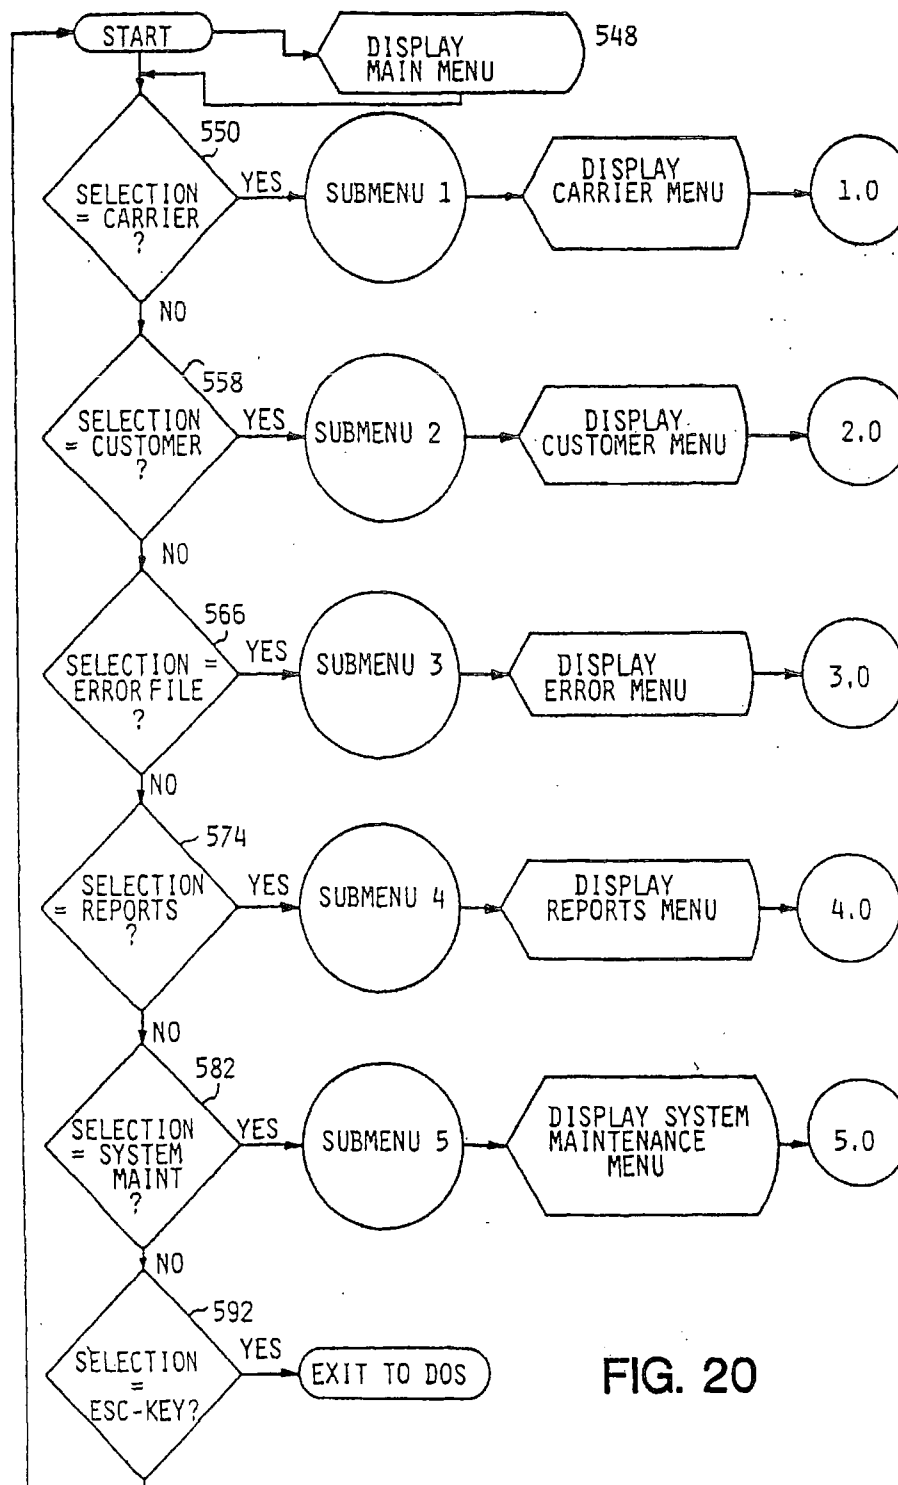 START
DISPLAY
MAIN MENU
548
550
SELECTION
= CARRIER
?
YES
SUBMENU 1
DISPLAY
CARRIER MENU
1.0
NO
558
SELECTION
= CUSTOMER
?
YES
SUBMENU 2
DISPLAY
CUSTOMER MENU
2.0
NO
566
SELECTION =
ERROR FILE
?
YES
SUBMENU 3
DISPLAY
ERROR MENU
3.0
NO
574
SELECTION
= REPORTS
?
YES
SUBMENU 4
DISPLAY
REPORTS MENU
4.0
NO
582
SELECTION
= SYSTEM
MAINT
?
YES
SUBMENU 5
DISPLAY SYSTEM
MAINTENANCE
MENU
5.0
NO
592
SELECTION
=
ESC-KEY?
YES
EXIT TO DOS
FIG. 20